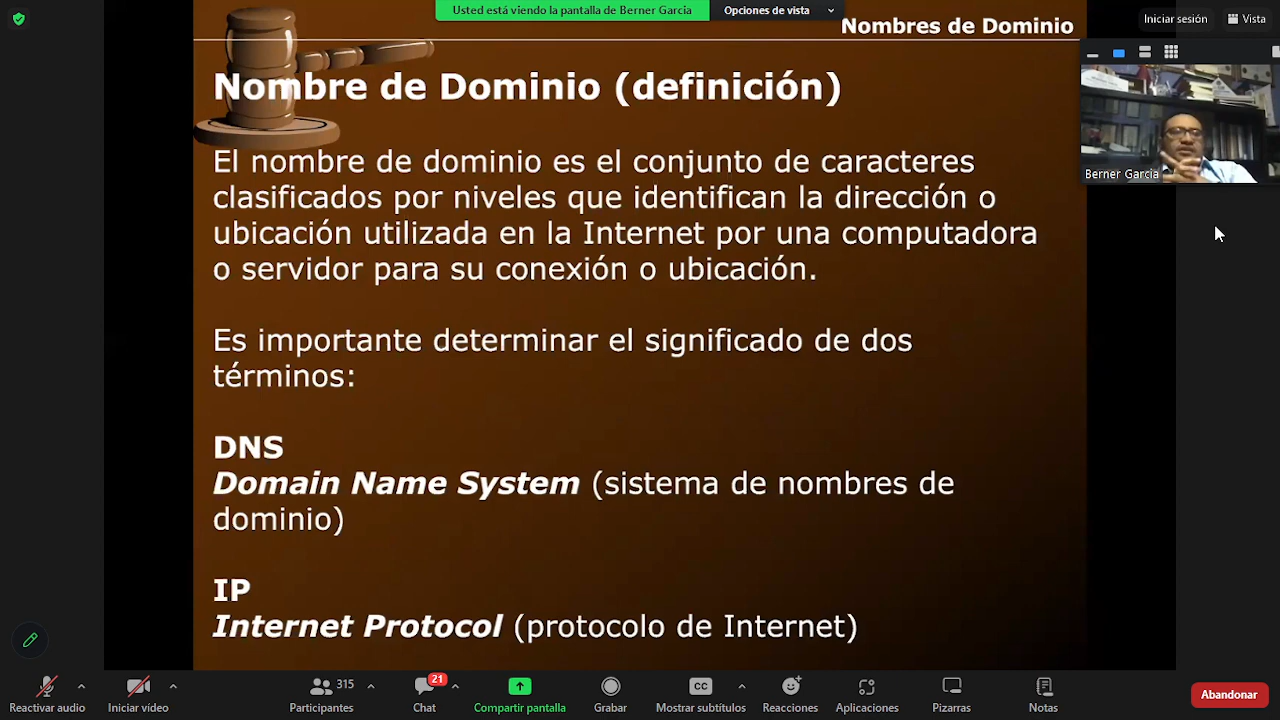 Usted está viendo la pantalla de Berner Garcia
Opciones de vista
Iniciar sesión
Vista
Nombres de Dominio
Nombre de Dominio (definición)
El nombre de dominio es el conjunto de caracteres
clasificados por niveles que identifican la dirección o
ubicación utilizada en la Internet por una computadora
o servidor para su conexión o ubicación.
Es importante determinar el significado de dos
términos:
DNS
Domain Name System (sistema de nombres de
dominio)
IP
Internet Protocol (protocolo de Internet)
Berner Garcia
Reactivar audio
Iniciar vídeo
315
Participantes
21
Chat
Compartir pantalla
Grabar
CC
Mostrar subtítulos
Reacciones
Aplicaciones
Pizarras
Notas
Abandonar